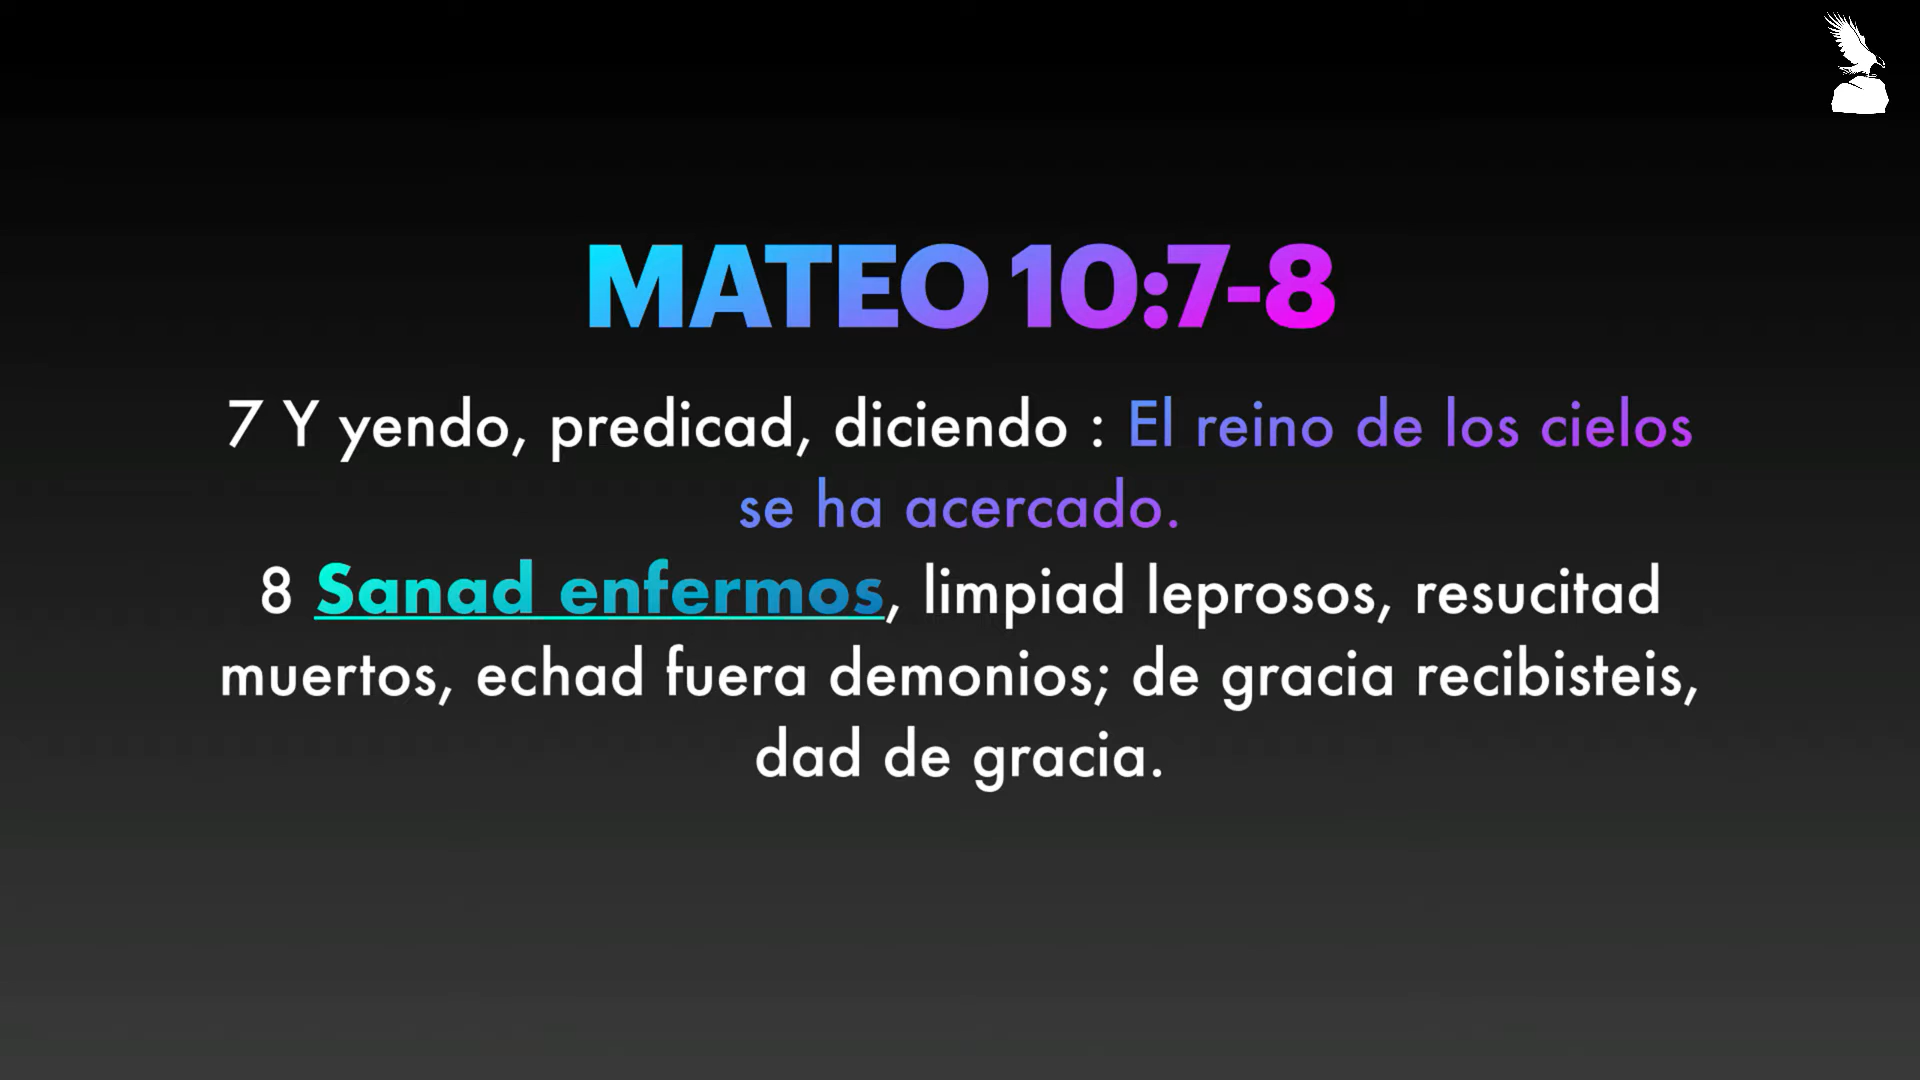 MATEO 10:7-8
7 Y yendo, predicad, diciendo : El reino de los cielos
se ha acercado.
8 Sanad enfermos, limpiad leprosos, resucitad
muertos, echad fuera demonios; de gracia recibisteis,
dad de gracia.